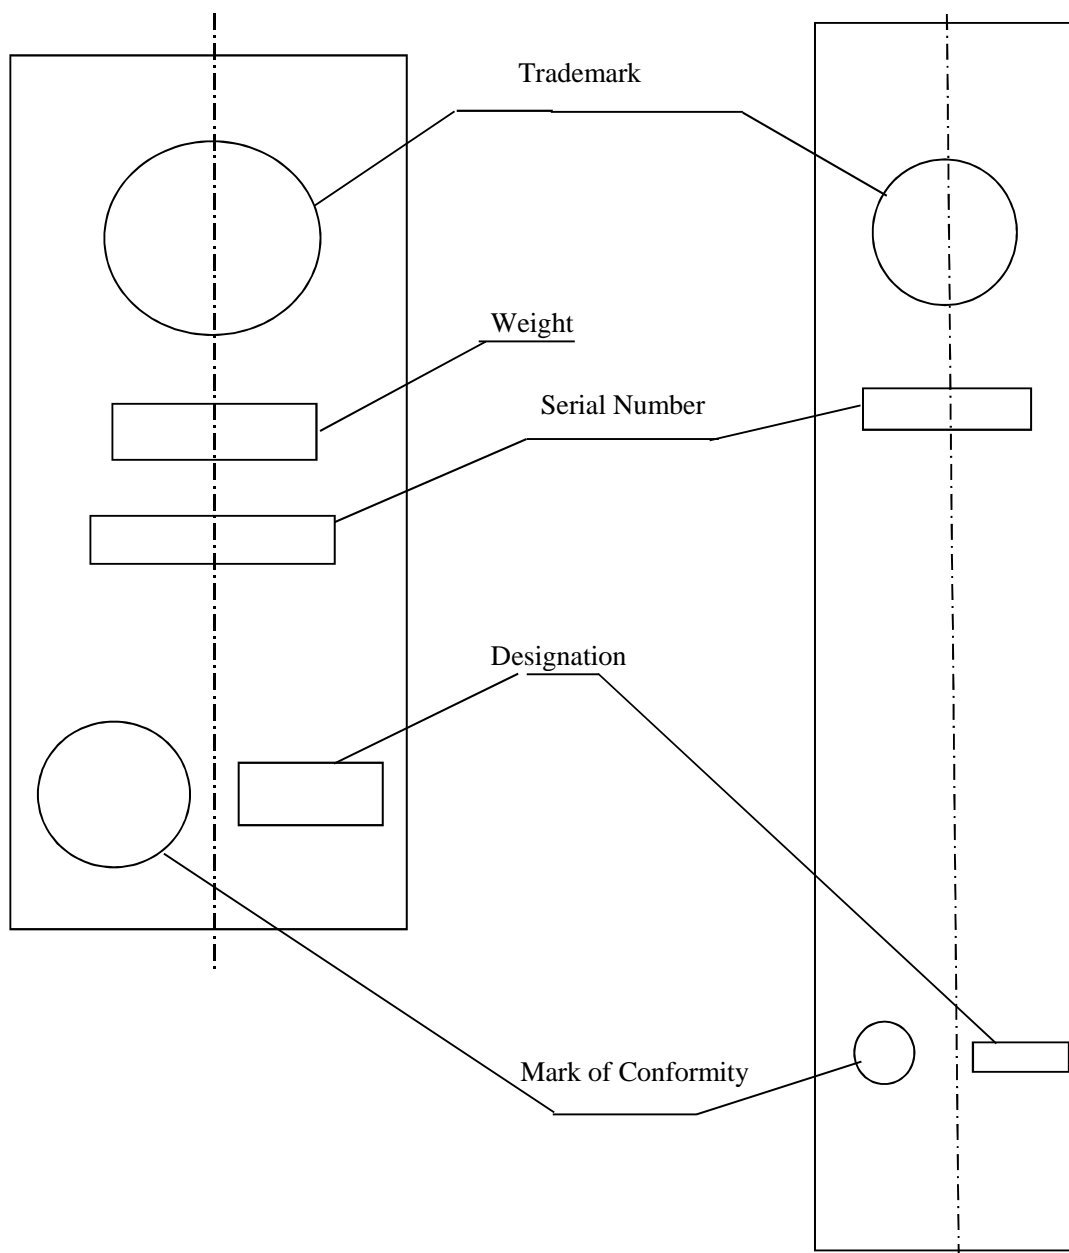 Trademark
Weight
Serial Number
Designation
Mark of Conformity